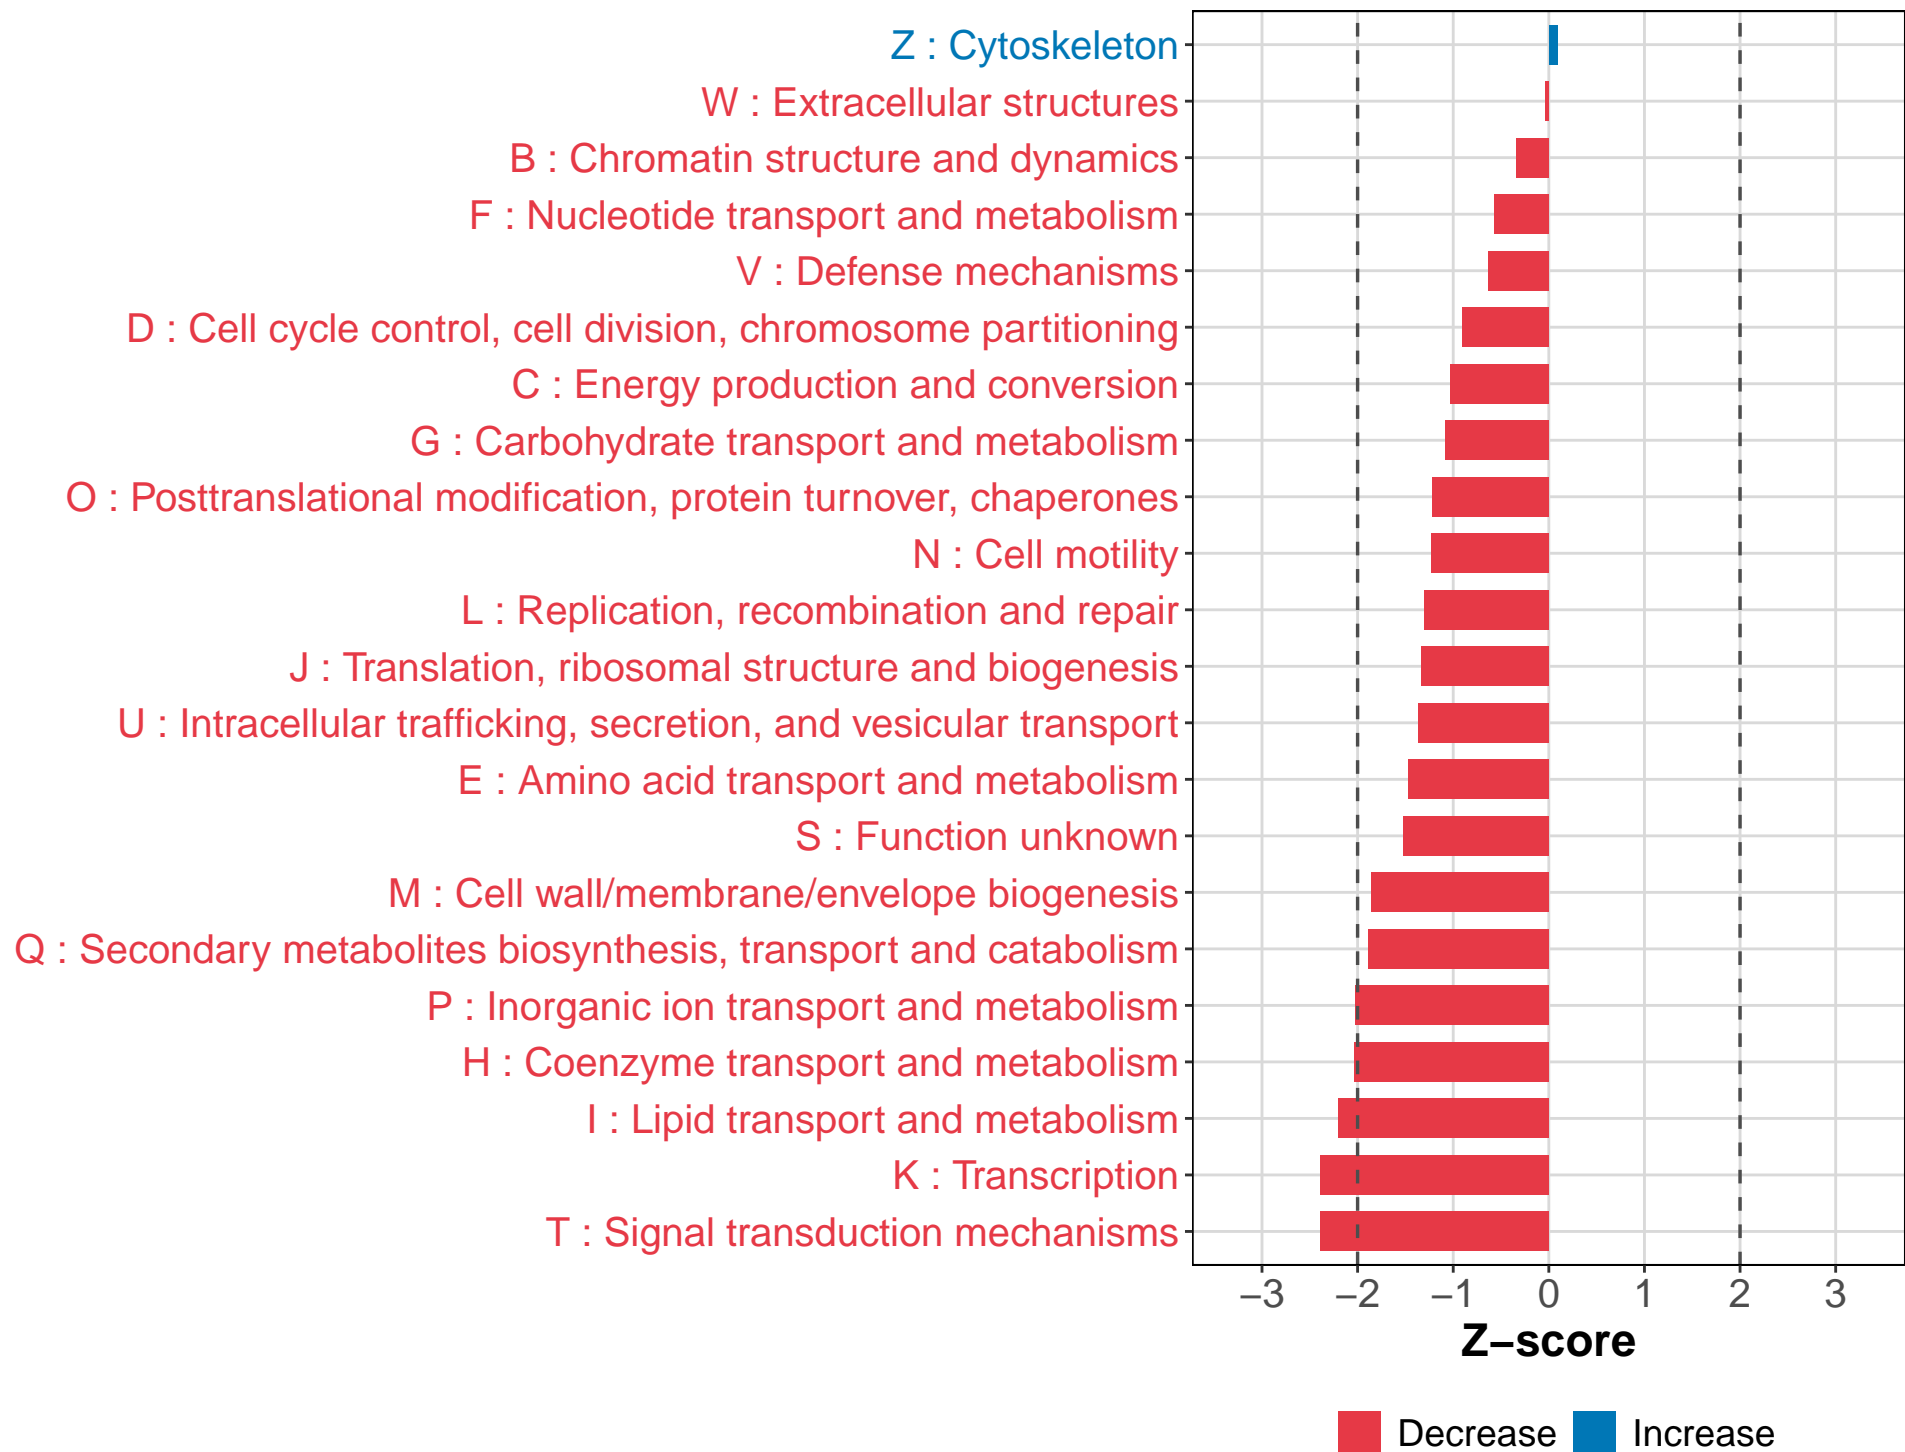 Z : Cytoskeleton
W : Extracellular structures
B : Chromatin structure and dynamics
F : Nucleotide transport and metabolism
V : Defense mechanisms
D : Cell cycle control, cell division, chromosome partitioning
C : Energy production and conversion
G : Carbohydrate transport and metabolism
O : Posttranslational modification, protein turnover, chaperones
N : Cell motility
L : Replication, recombination and repair
J : Translation, ribosomal structure and biogenesis
U : Intracellular trafficking, secretion, and vesicular transport
E : Amino acid transport and metabolism
S : Function unknown
M : Cell wall/membrane/envelope biogenesis
Q : Secondary metabolites biosynthesis, transport and catabolism
P : Inorganic ion transport and metabolism
H : Coenzyme transport and metabolism
I : Lipid transport and metabolism
K : Transcription
T : Signal transduction mechanisms
−3 −2 −1 0 1 2 3
Z−score
Decrease Increase